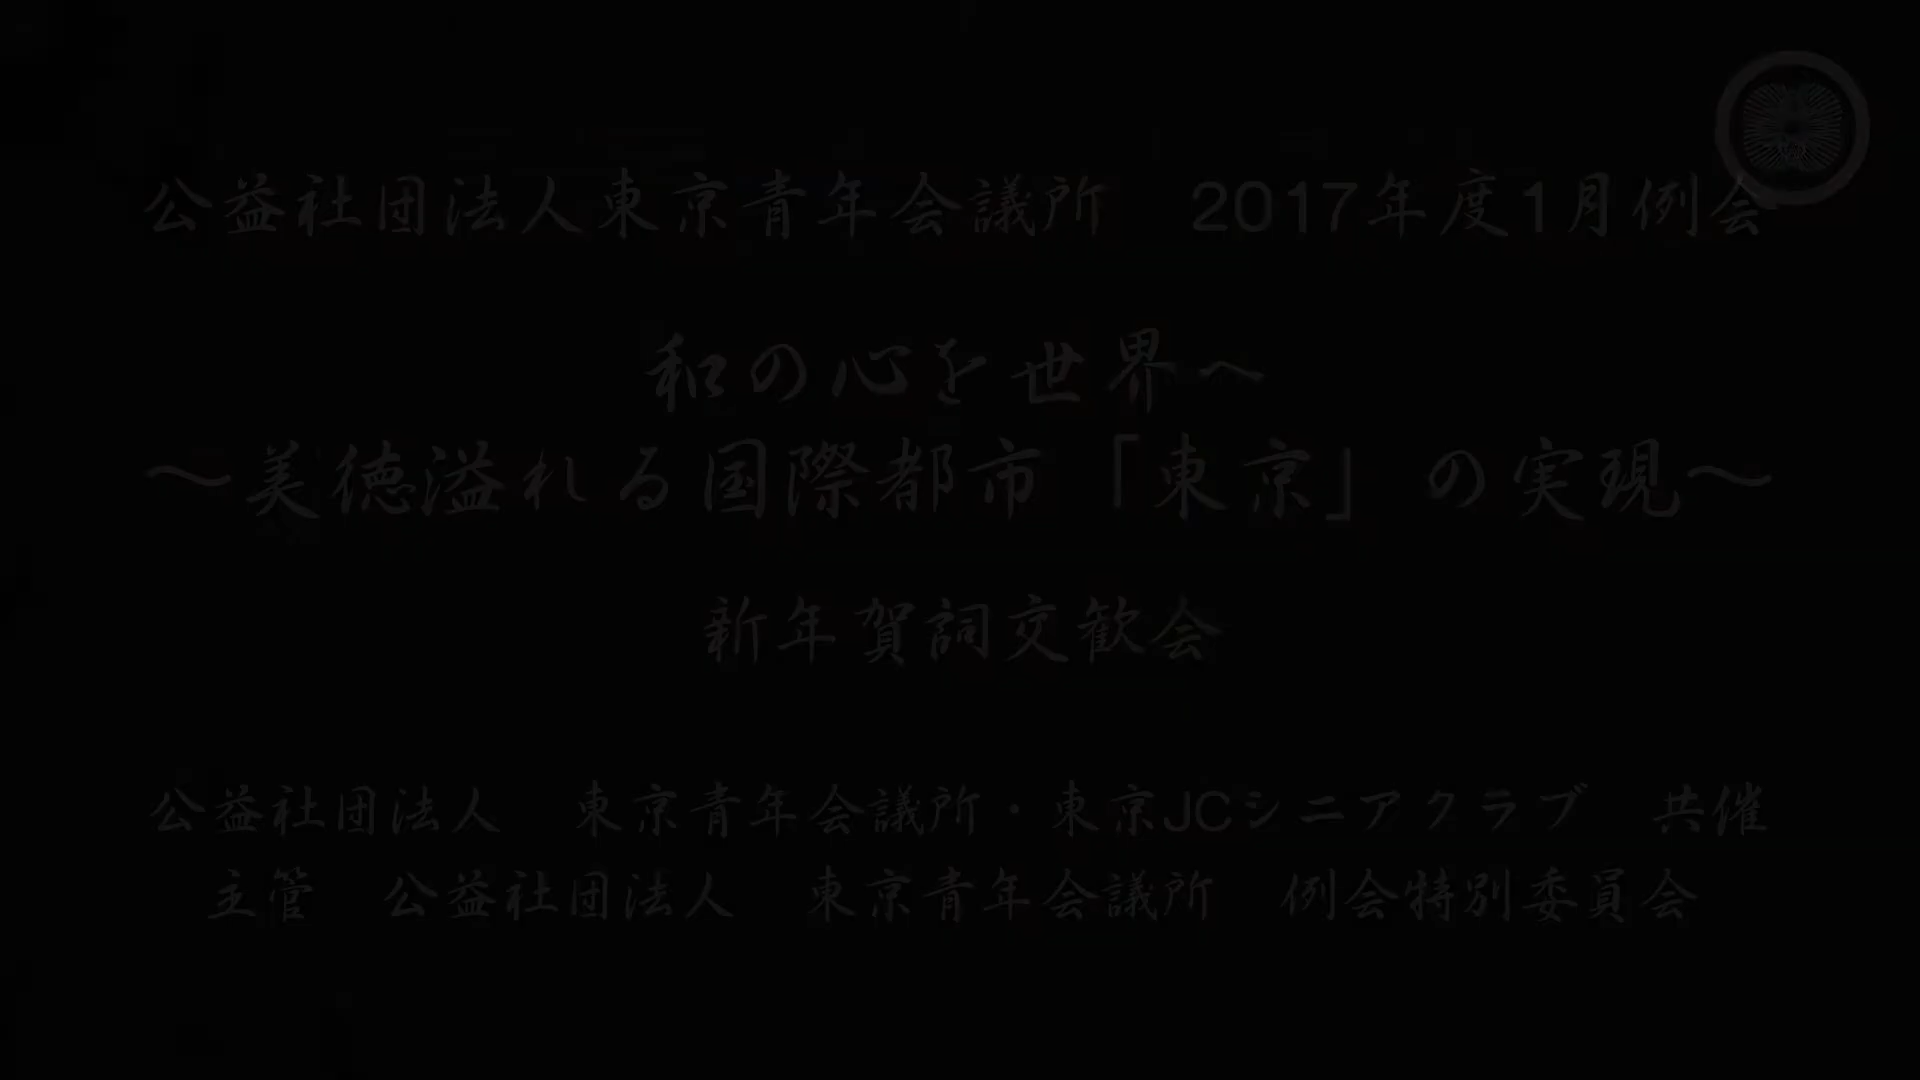 公益社団法人東京青年会議所　2017年度1月例会
和の心を世界へ
～美徳溢れる国際都市「東京」の実現～
新年賀詞交歓会
公益社団法人　東京青年会議所・東京JCシニアクラブ　共催
主管　公益社団法人　東京青年会議所　例会特別委員会